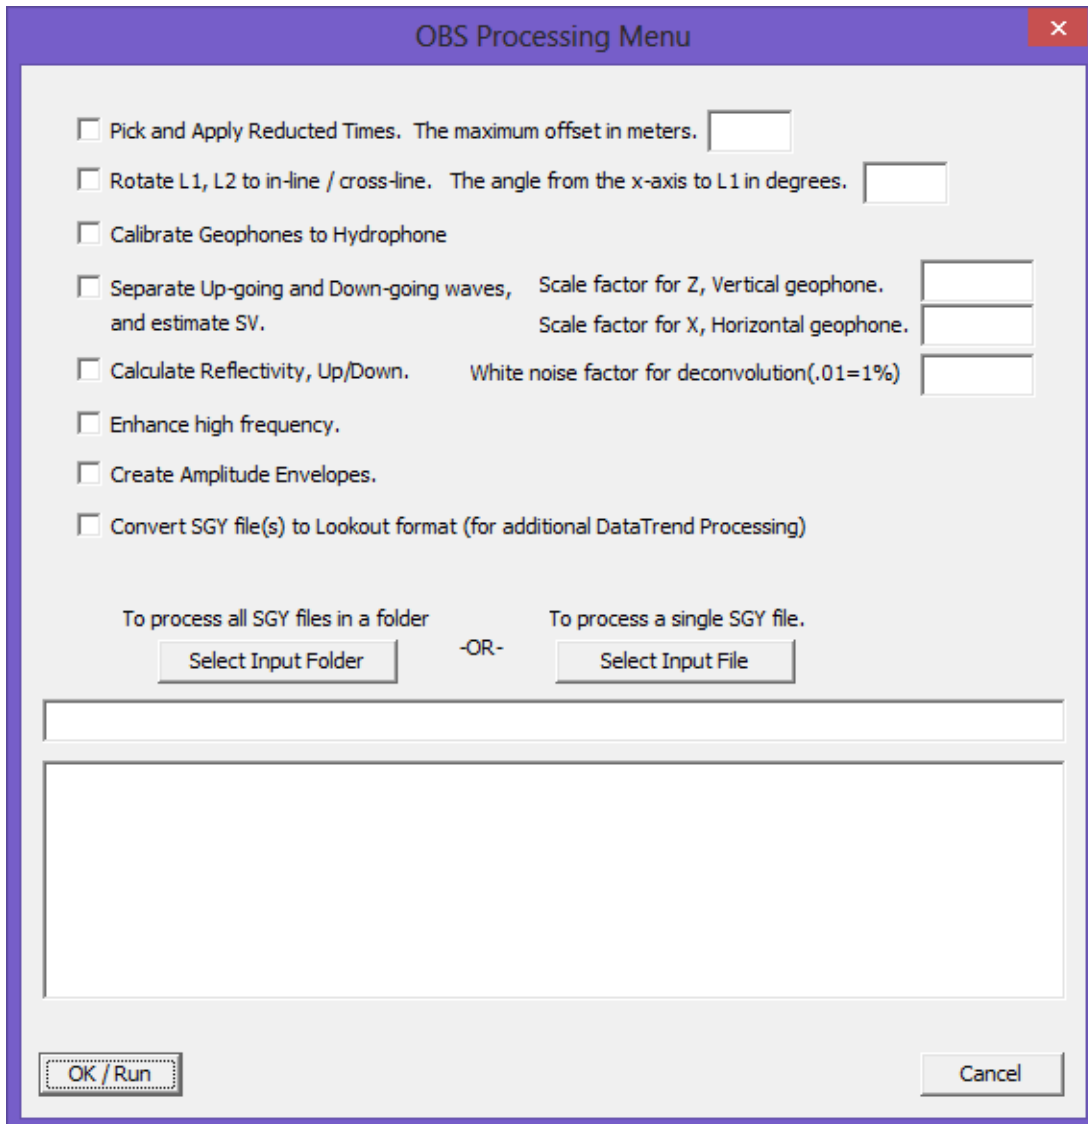 OBS Processing Menu
Pick and Apply Reducted Times. The maximum offset in meters.
Rotate L1, L2 to in-line / cross-line. The angle from the x-axis to L1 in degrees.
Calibrate Geophones to Hydrophone
Separate Up-going and Down-going waves, Scale factor for Z, Vertical geophone.
and estimate SV. Scale factor for X, Horizontal geophone.
Calculate Reflectivity, Up/Down. White noise factor for deconvolution(.01=1%)
Enhance high frequency.
Create Amplitude Envelopes.
Convert SGY file(s) to Lookout format (for additional DataTrend Processing)
To process all SGY files in a folder To process a single SGY file.
Select Input Folder -OR- Select Input File
OK / Run Cancel